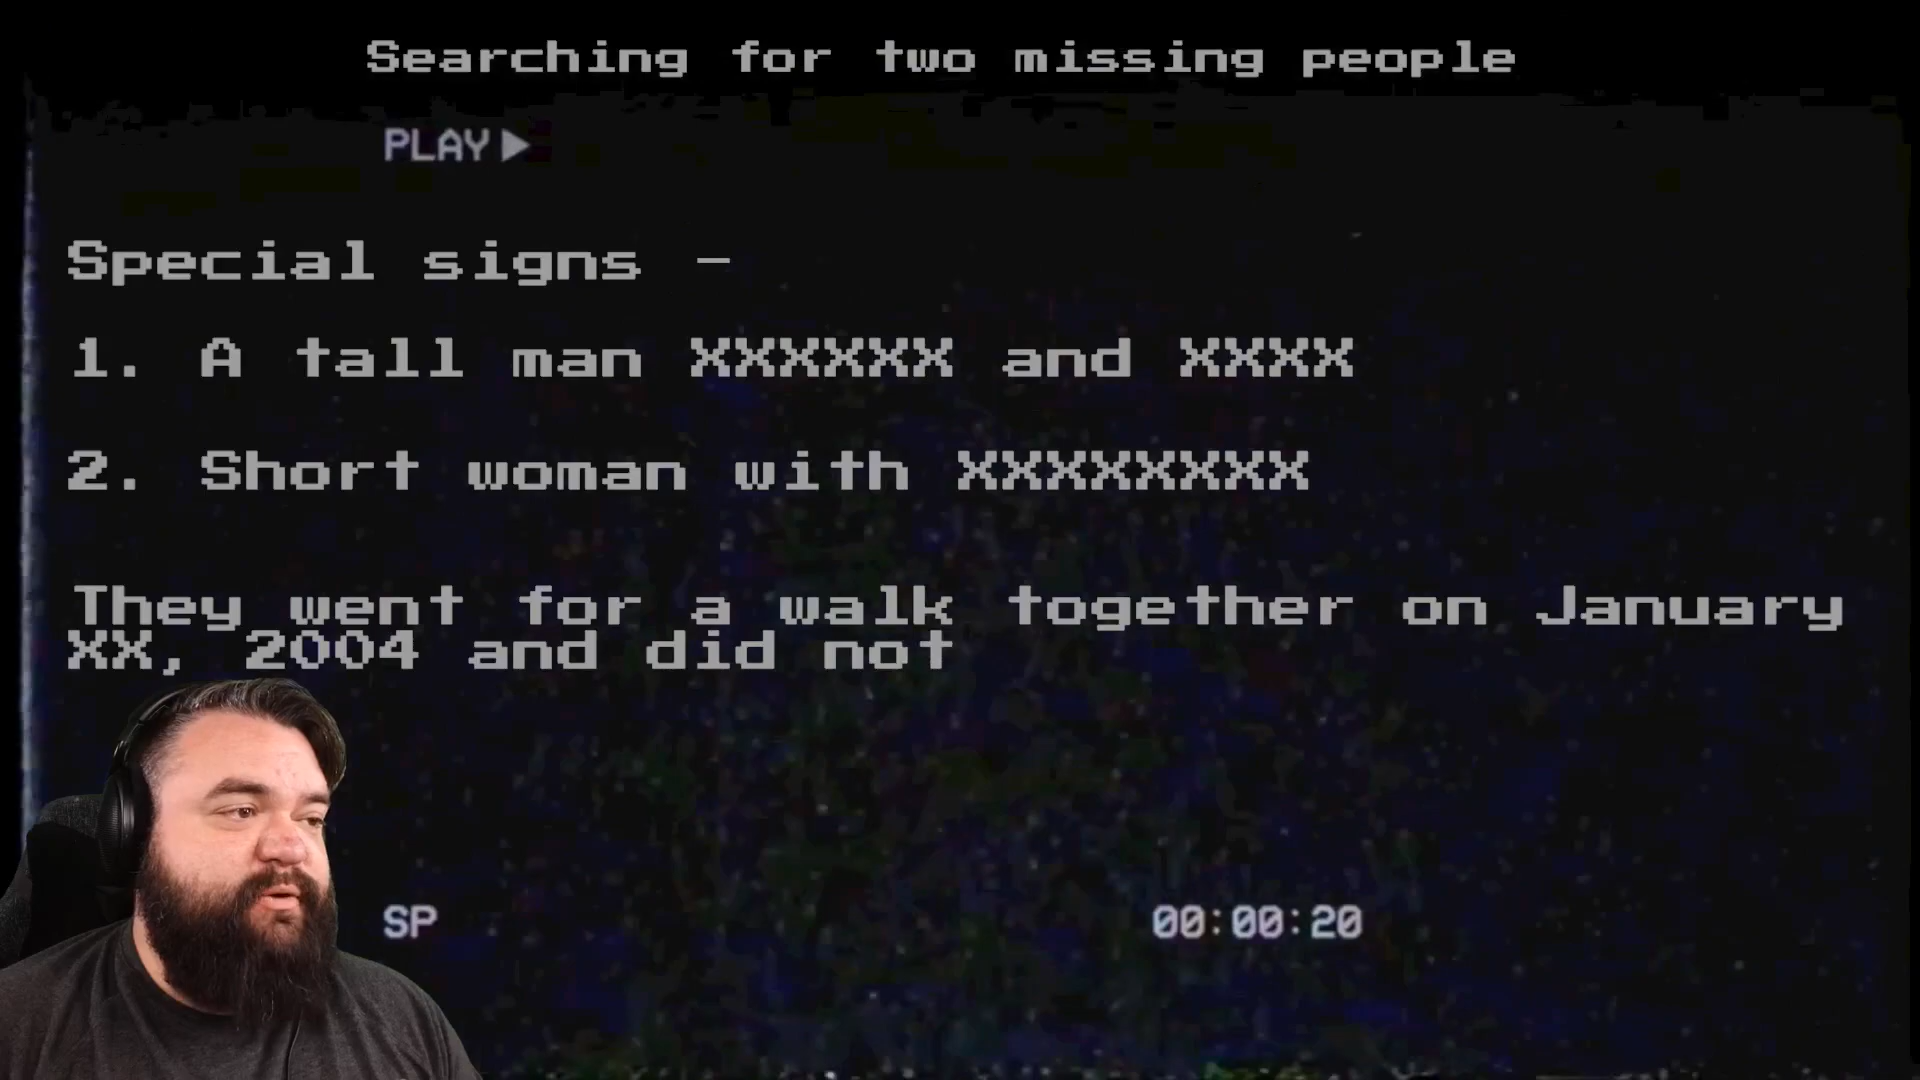 Searching for two missing people
PLAY ▶
Special signs -
1. A tall man XXXXXX and XXXX
2. Short woman with XXXXXXXX
They went for a walk together on January
XX, 2004 and did not
SP
00:00:20